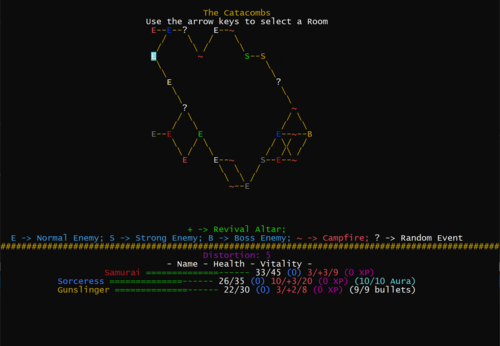 The Catacombs
Use the arrow keys to select a Room
E--E--? E--~
E ~ S--S
E ?
? ~
E--E E E--~--B
E E--~ S--E--~
~--E
+ -> Revival Altar;
E -> Normal Enemy; S -> Strong Enemy; B -> Boss Enemy; ~ -> Campfire; ? -> Random Event
Distortion: 5
- Name - Health - Vitality -
Samurai ==============------ 33/45 (0) 3/+3/9 (0 XP)
Sorceress ==============------ 26/35 (0) 10/+3/20 (0 XP) (10/10 Aura)
Gunslinger ==============------ 22/30 (0) 3/+2/8 (0 XP) (9/9 bullets)